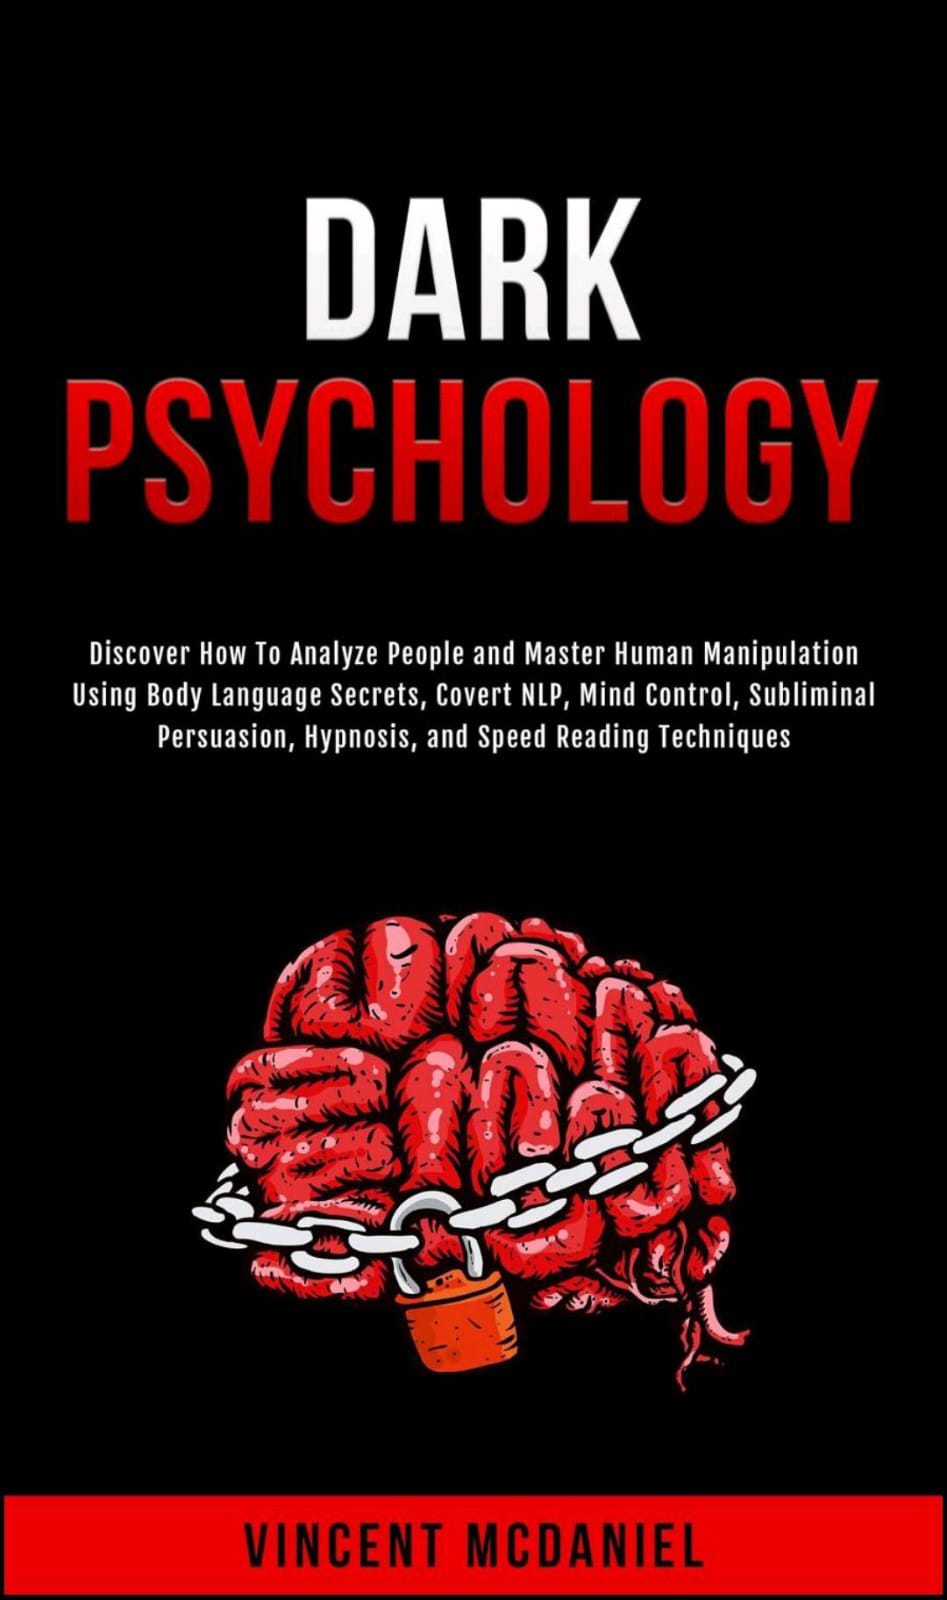 DARK
PSYCHOLOGY
Discover How To Analyze People and Master Human Manipulation
Using Body Language Secrets, Covert NLP, Mind Control, Subliminal
Persuasion, Hypnosis, and Speed Reading Techniques
VINCENT MCDANIEL